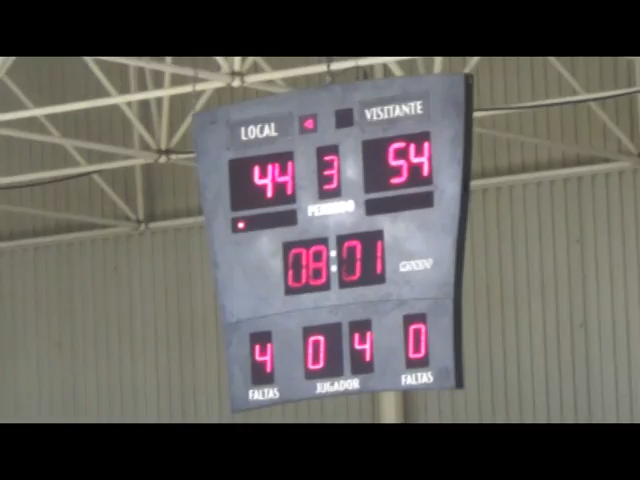 LOCAL VISITANTE
44 3 54
PERIODO
08:01
4 0 4 0
FALTAS JUGADOR FALTAS